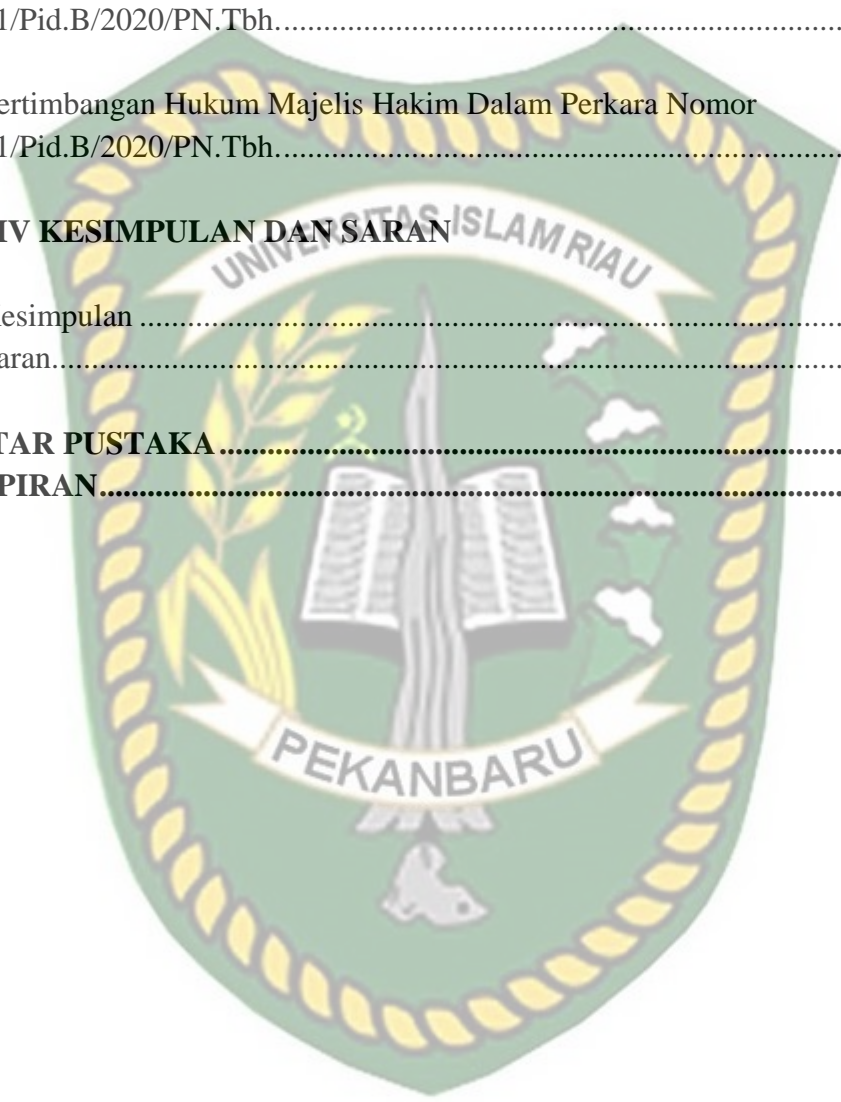 1/Pid.B/2020/PN.Tbh.............................................................................
ertimbangan Hukum Majelis Hakim Dalam Perkara Nomor
1/Pid.B/2020/PN.Tbh.............................................................................
IV KESIMPULAN DAN SARAN
UNIVERSITAS ISLAM RIAU
esimpulan .............................................................................
aran.............................................................................
TAR PUSTAKA.............................................................................
PIRAN.............................................................................
PEKANBARU